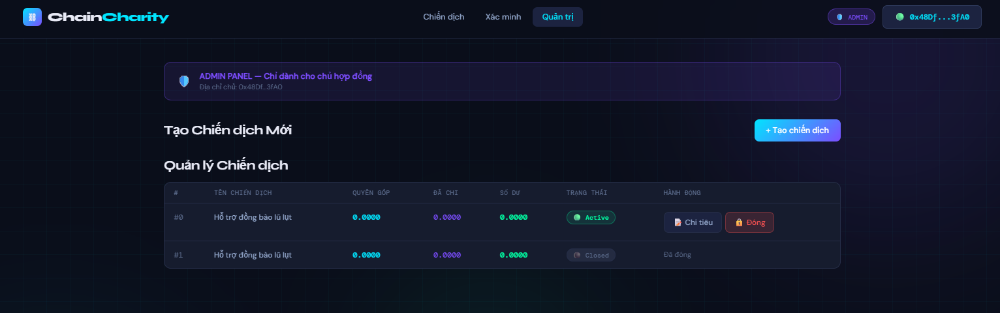 ChainCharity Chiến dịch Xác minh Quản trị ADMIN 0x48Df...3fA0
ADMIN PANEL — Chỉ dành cho chủ hợp đồng
Địa chỉ chủ: 0x48Df...3fA0
Tạo Chiến dịch Mới + Tạo chiến dịch
Quản lý Chiến dịch
# TÊN CHIẾN DỊCH QUYÊN GÓP ĐÃ CHI SỐ DƯ TRẠNG THÁI HÀNH ĐỘNG
#0 Hỗ trợ đồng bào lũ lụt 0.0000 0.0000 0.0000 Active Chi tiêu Đóng
#1 Hỗ trợ đồng bào lũ lụt 0.0000 0.0000 0.0000 Closed Đã đóng